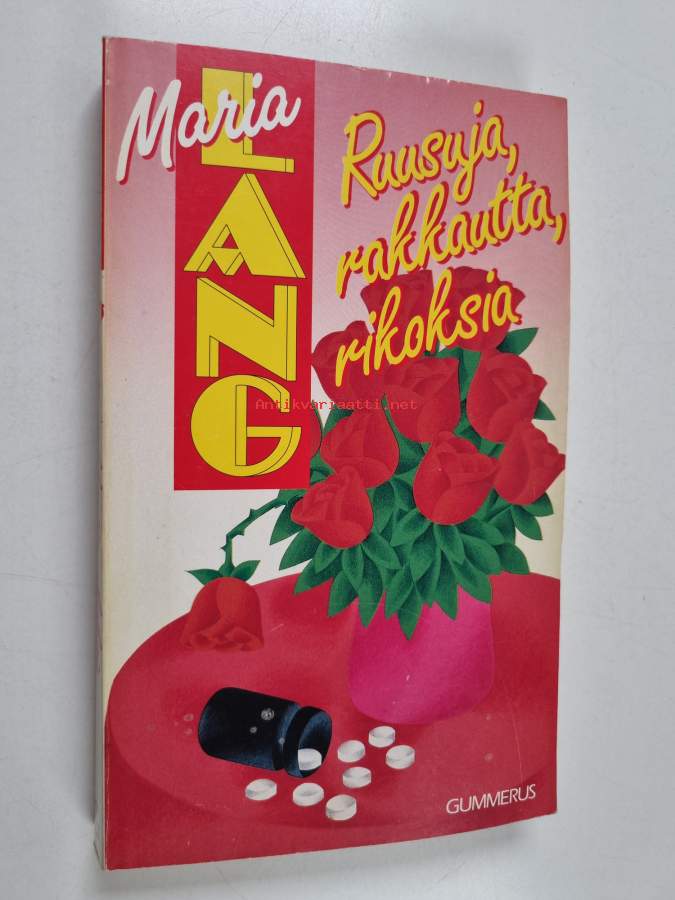 Maria
LANG
Ruusuja,
rakkautta,
rikoksia
Antikvariaatti.net
GUMMERUS